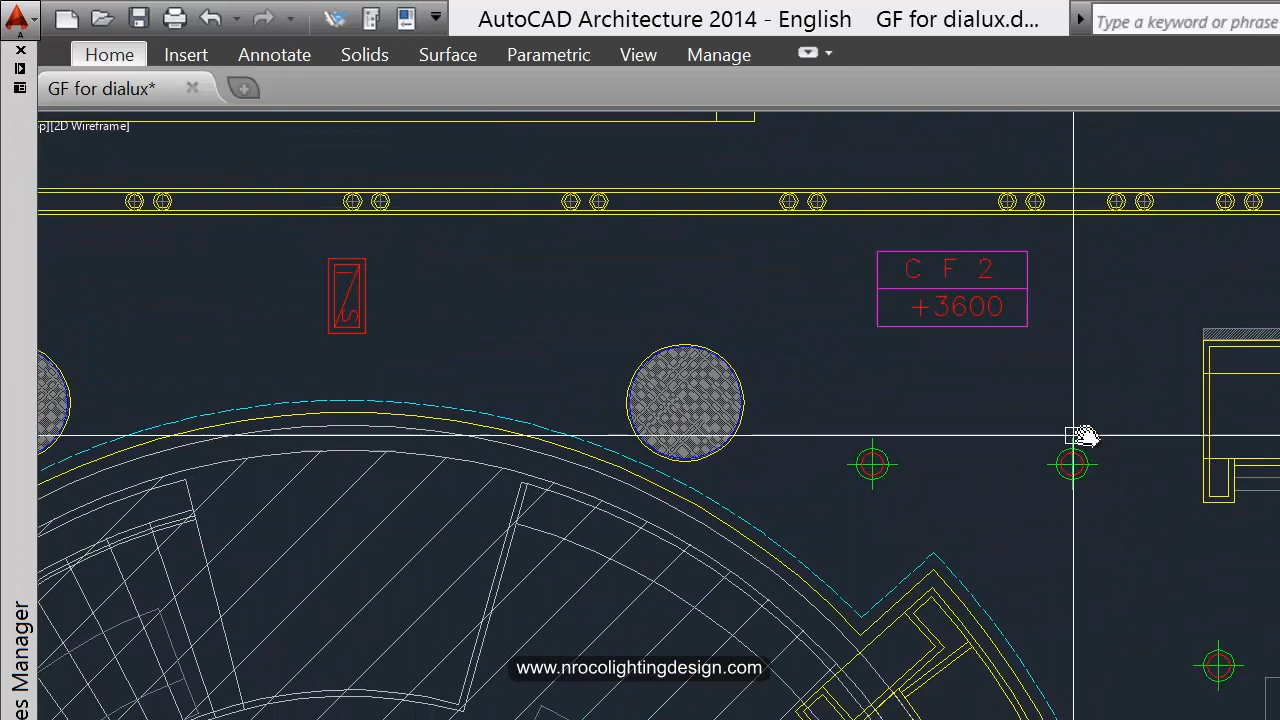 AutoCAD Architecture 2014 - English GF for dialux.d...
Type a keyword or phrase
A
Home Insert Annotate Solids Surface Parametric View Manage
GF for dialux*
p][2D Wireframe]
C F 2
+3600
www.nrocolightingdesign.com
es Manager